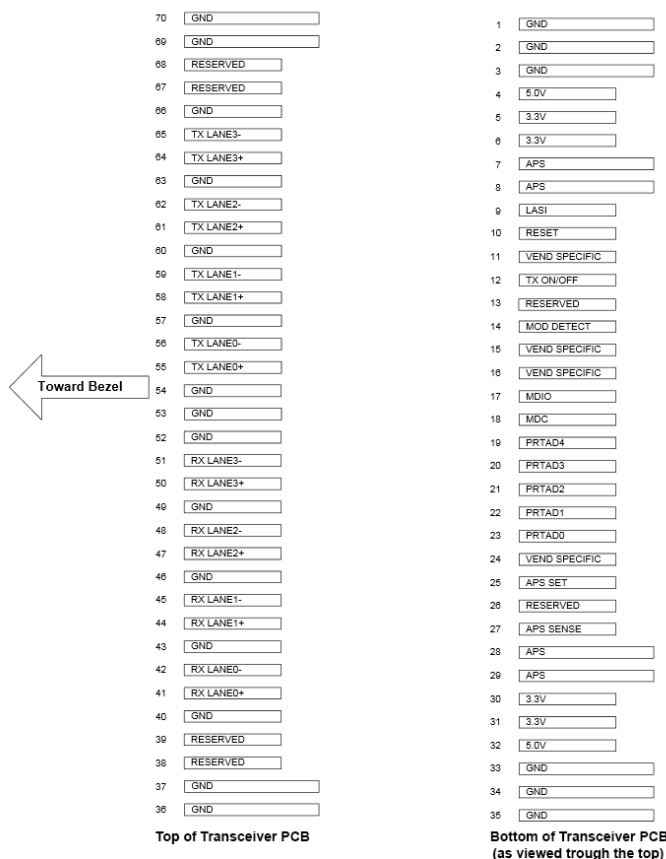 70 GND
69 GND
68 RESERVED
67 RESERVED
66 GND
65 TX LANE3-
64 TX LANE3+
63 GND
62 TX LANE2-
61 TX LANE2+
60 GND
59 TX LANE1-
58 TX LANE1+
57 GND
56 TX LANE0-
55 TX LANE0+
54 GND
53 GND
52 GND
51 RX LANE3-
50 RX LANE3+
49 GND
48 RX LANE2-
47 RX LANE2+
46 GND
45 RX LANE1-
44 RX LANE1+
43 GND
42 RX LANE0-
41 RX LANE0+
40 GND
39 RESERVED
38 RESERVED
37 GND
36 GND
Toward Bezel
Top of Transceiver PCB
1 GND
2 GND
3 GND
4 5.0V
5 3.3V
6 3.3V
7 APS
8 APS
9 LASI
10 RESET
11 VEND SPECIFIC
12 TX ON/OFF
13 RESERVED
14 MOD DETECT
15 VEND SPECIFIC
16 VEND SPECIFIC
17 MDIO
18 MDC
19 PRTAD4
20 PRTAD3
21 PRTAD2
22 PRTAD1
23 PRTAD0
24 VEND SPECIFIC
25 APS SET
26 RESERVED
27 APS SENSE
28 APS
29 APS
30 3.3V
31 3.3V
32 5.0V
33 GND
34 GND
35 GND
Bottom of Transceiver PCB
(as viewed trough the top)